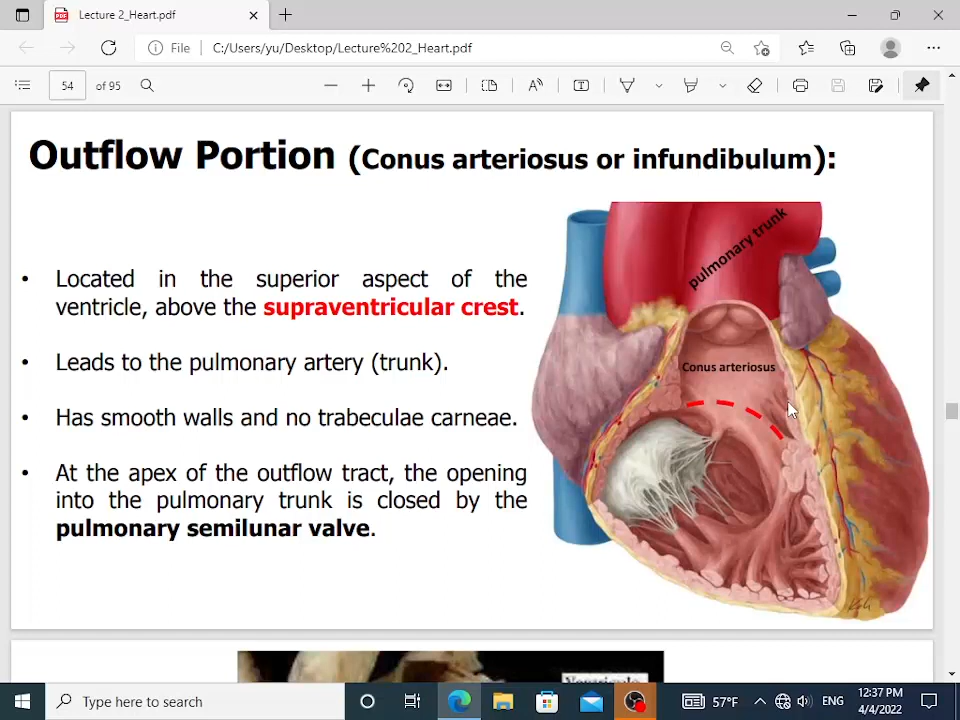 Lecture 2_Heart.pdf
File
C:/Users/yu/Desktop/Lecture%202_Heart.pdf
54 of 95
Outflow Portion (Conus arteriosus or infundibulum):
• Located in the superior aspect of the
ventricle, above the supraventricular crest.
• Leads to the pulmonary artery (trunk).
• Has smooth walls and no trabeculae carneae.
• At the apex of the outflow tract, the opening
into the pulmonary trunk is closed by the
pulmonary semilunar valve.
pulmonary trunk
Conus arteriosus
Type here to search
57°F
ENG
12:37 PM
4/4/2022